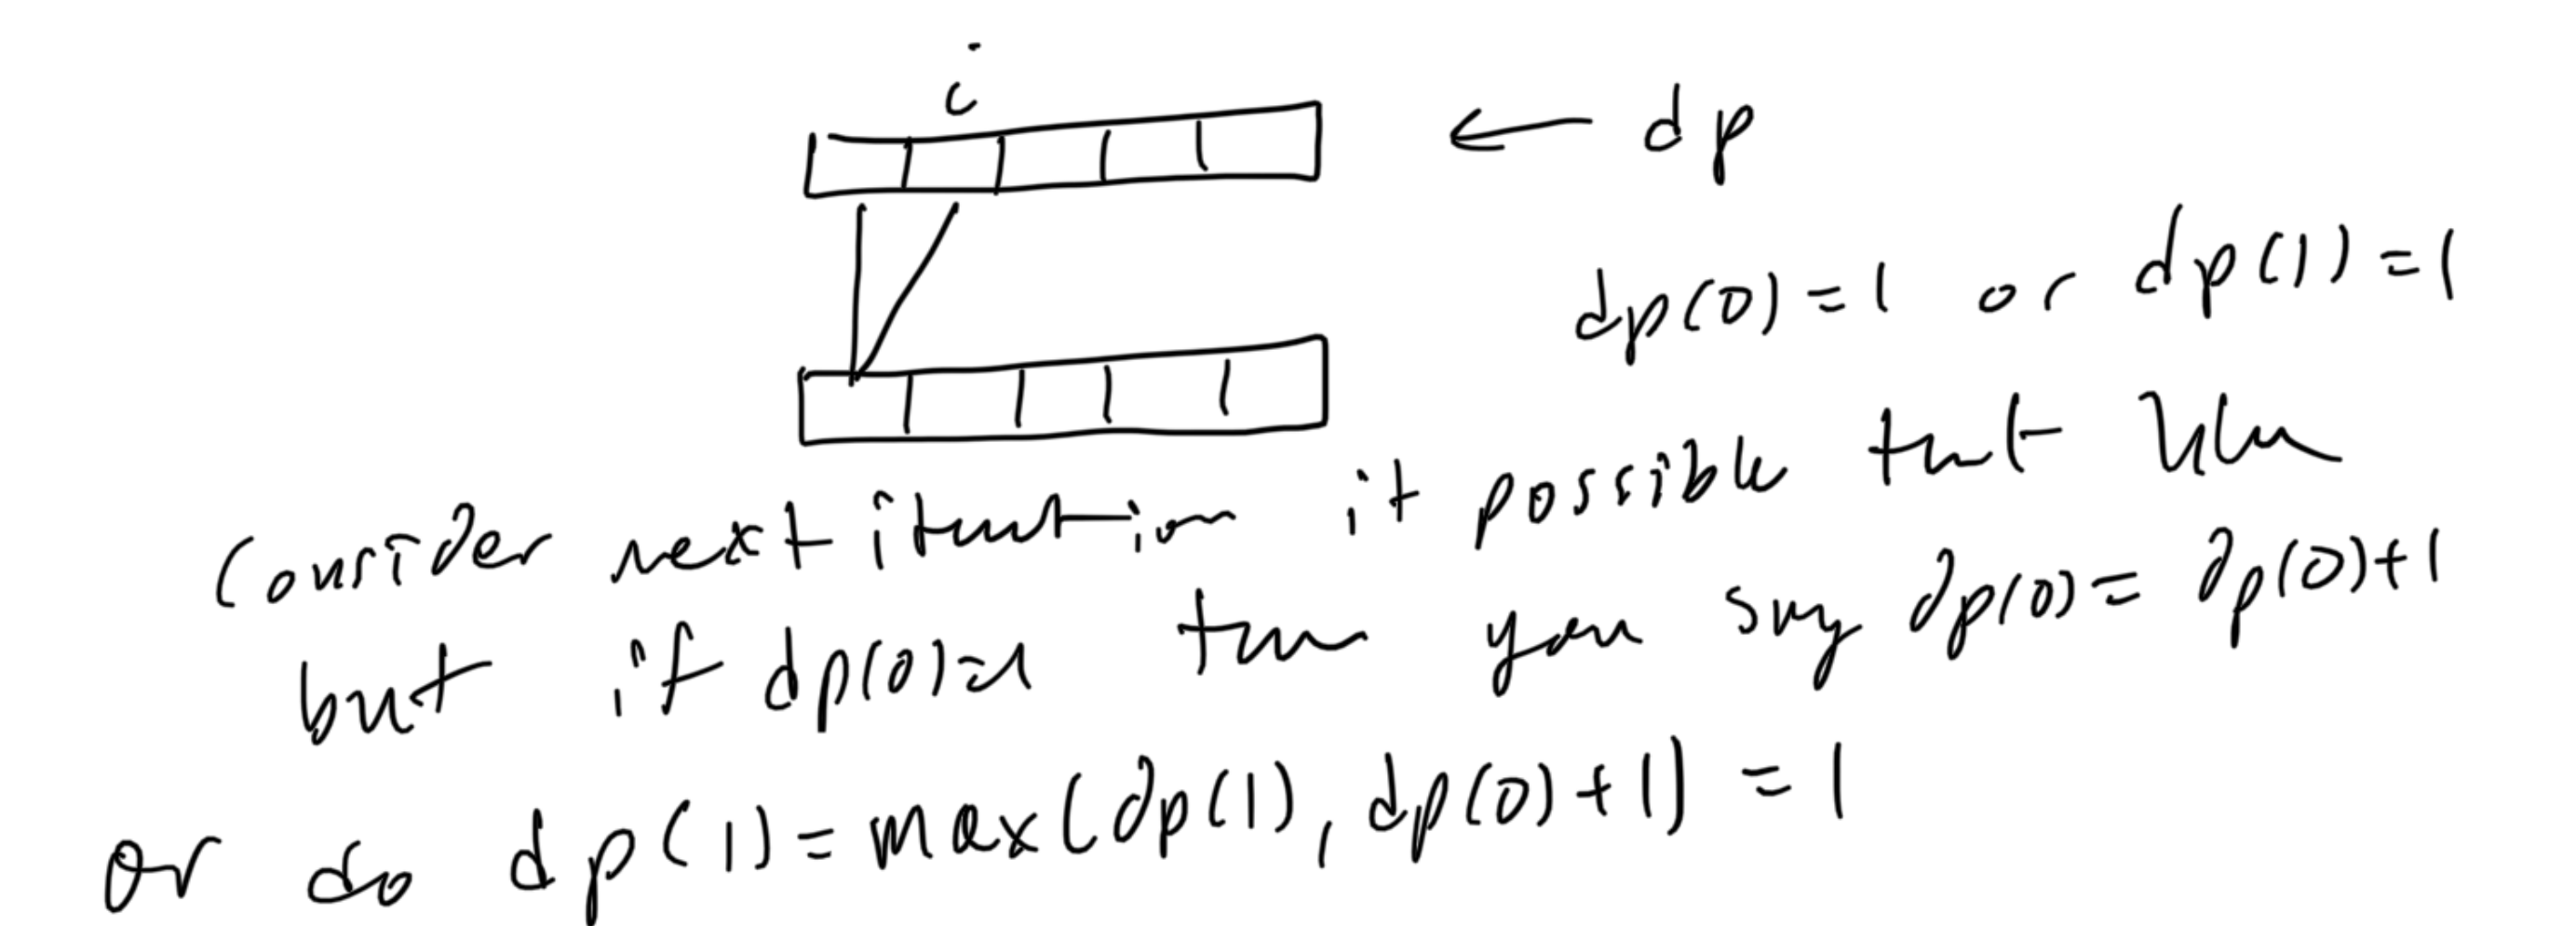 i
← dp
dp(0) = 1 or dp(1) = 1
Consider next iteration it possible that
but if dp(0)=1 then you say dp(0) = dp(0)+1
or do dp(1) = max(dp(1), dp(0)+1) = 1